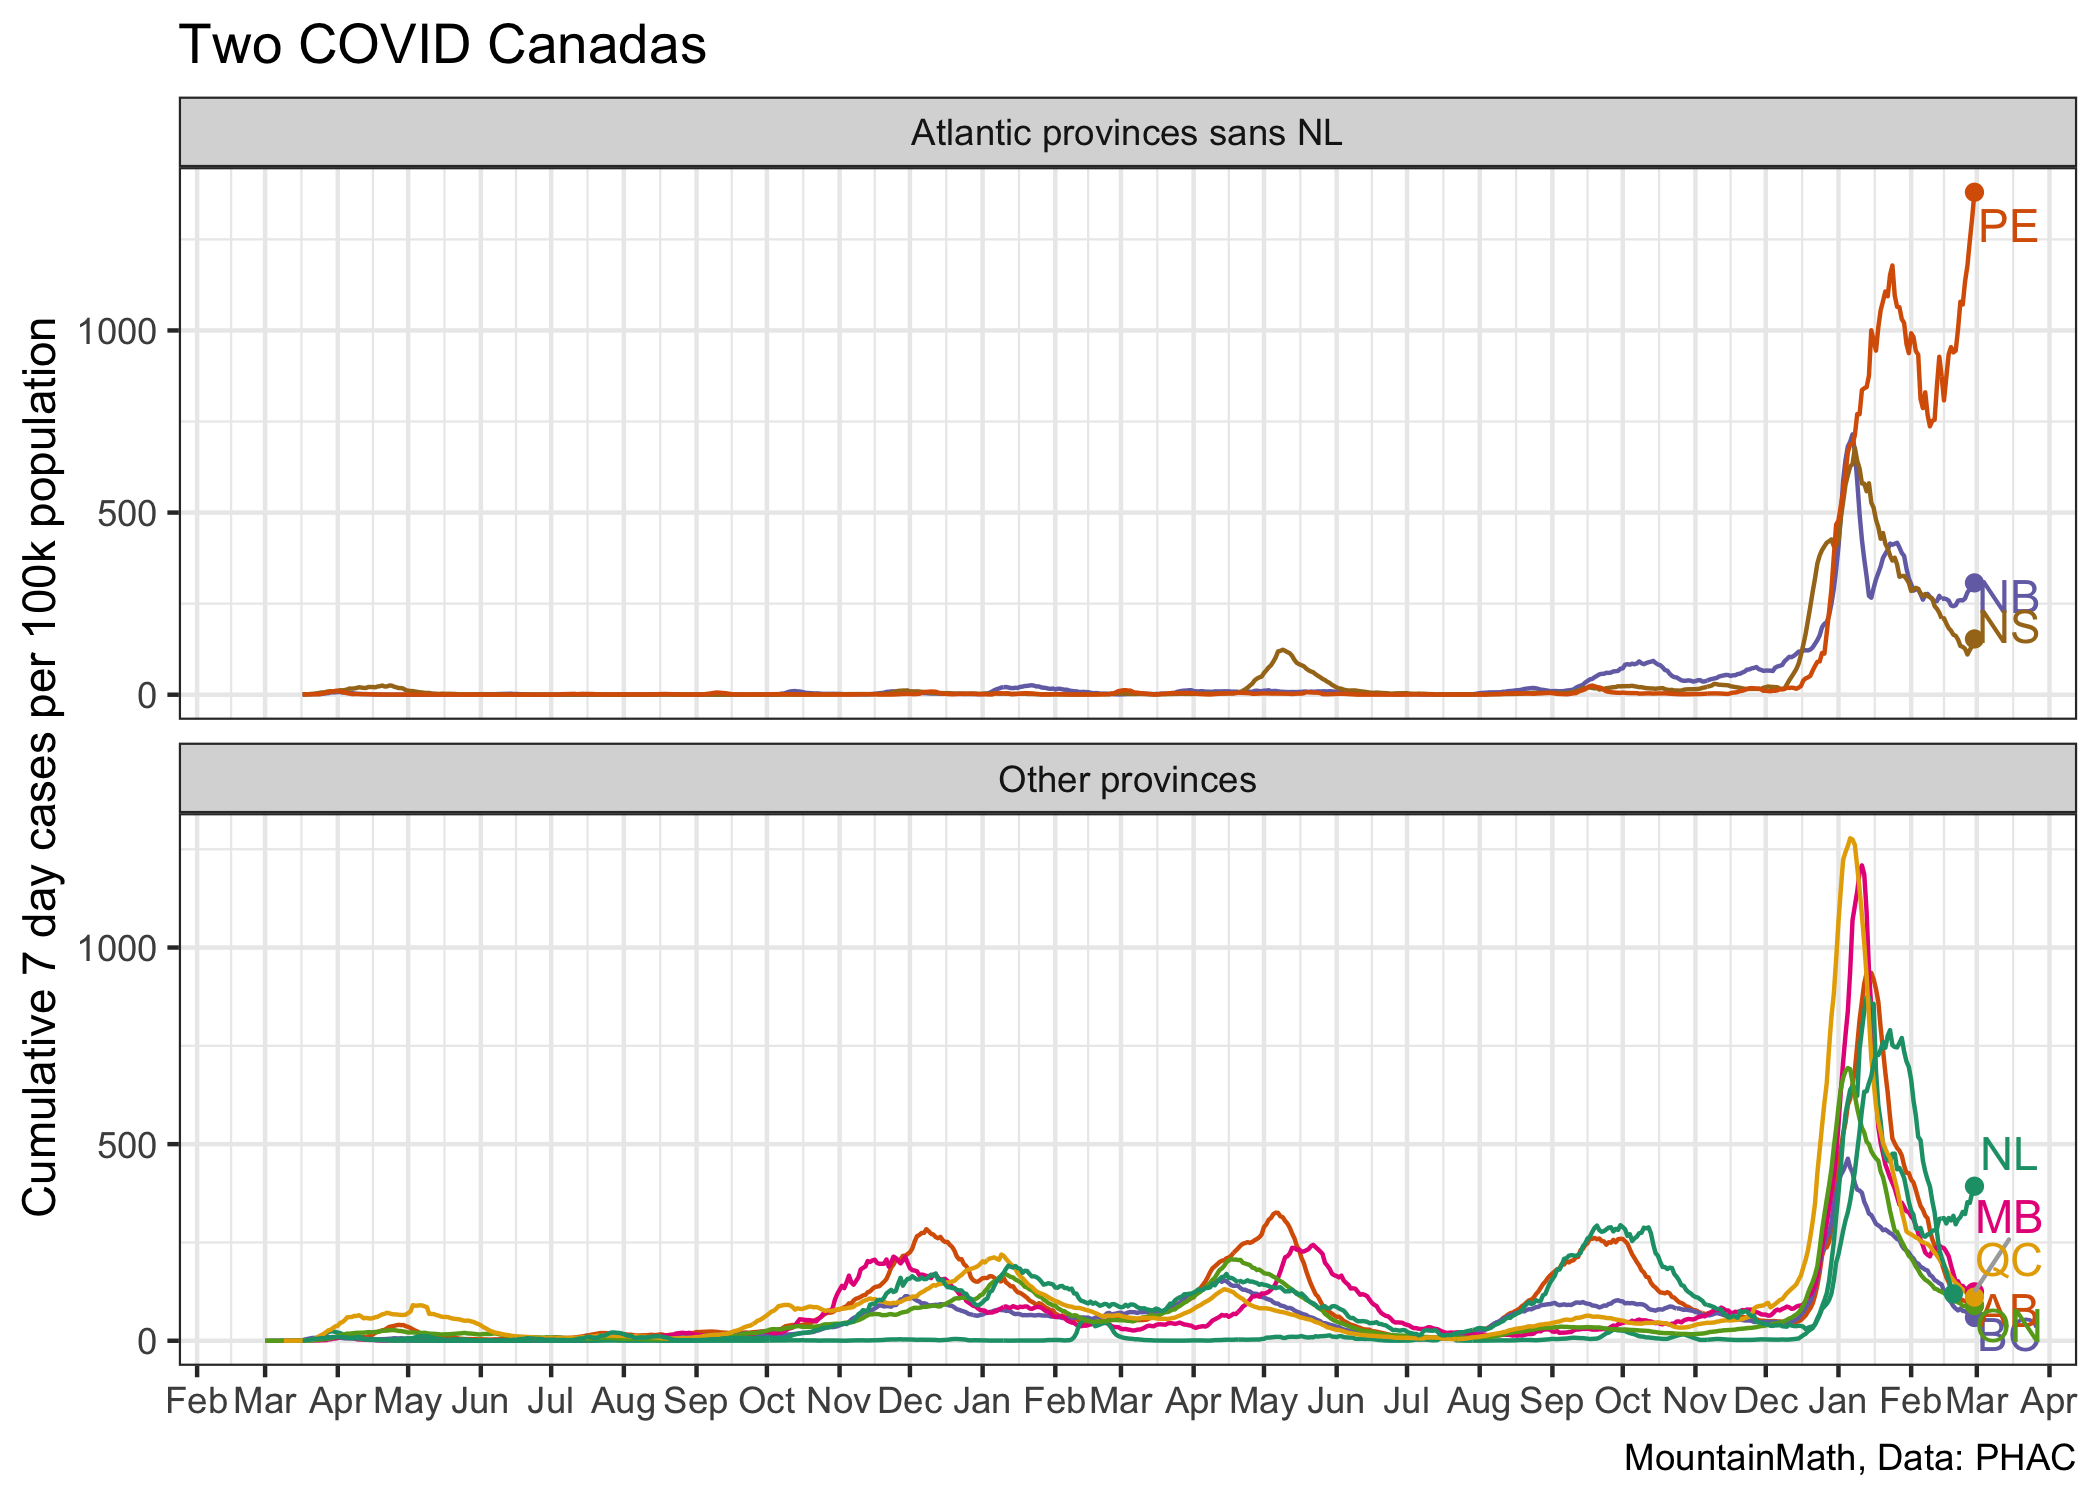 Two COVID Canadas
Atlantic provinces sans NL
Cumulative 7 day cases per 100k population
1000
500
0
PE
NB
NS
Other provinces
1000
500
0
NL
MB
QC
AB
ON
BC
Feb Mar Apr May Jun Jul Aug Sep Oct Nov Dec Jan Feb Mar Apr May Jun Jul Aug Sep Oct Nov Dec Jan Feb Mar Apr
MountainMath, Data: PHAC